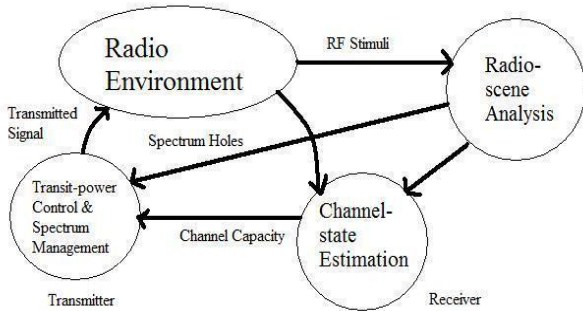 Radio
Environment
RF Stimuli
Radio-
scene
Analysis
Transmitted
Signal
Spectrum Holes
Transit-power
Control &
Spectrum
Management
Channel-
state
Estimation
Channel Capacity
Transmitter
Receiver